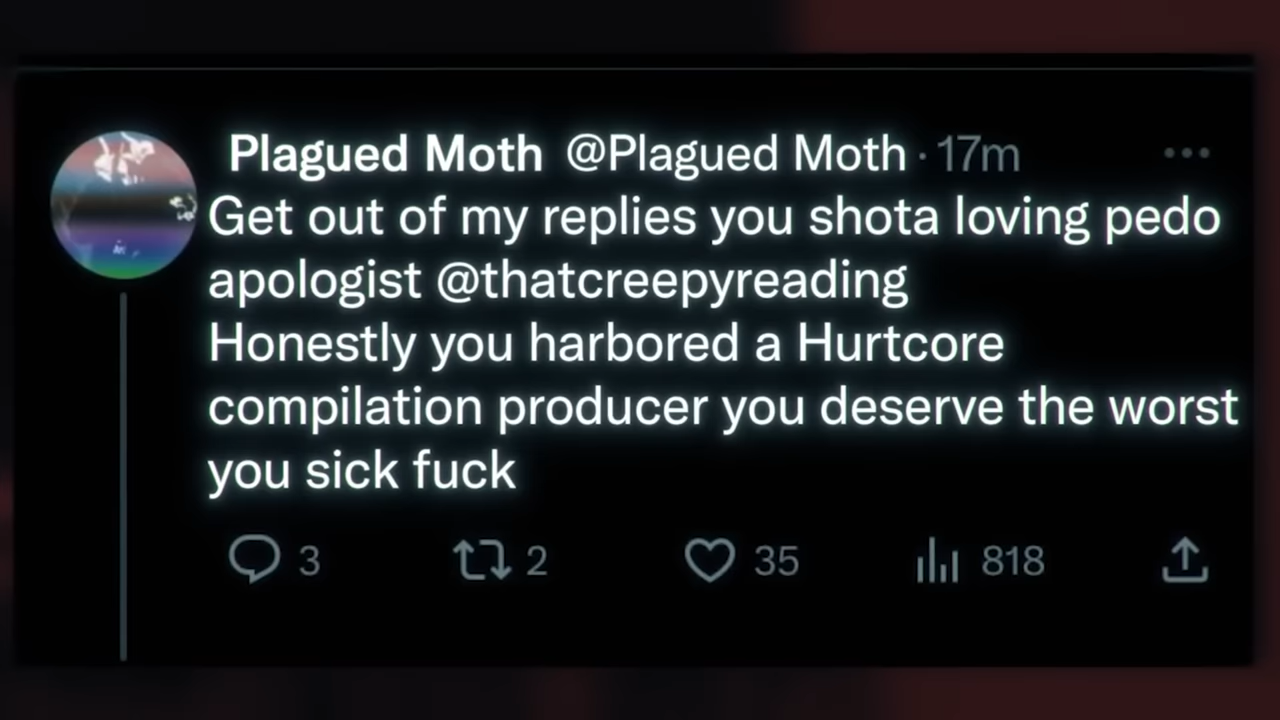 Plagued Moth @Plagued Moth · 17m
Get out of my replies you shota loving pedo
apologist @thatcreepyreading
Honestly you harbored a Hurtcore
compilation producer you deserve the worst
you sick fuck
3 2 35 818